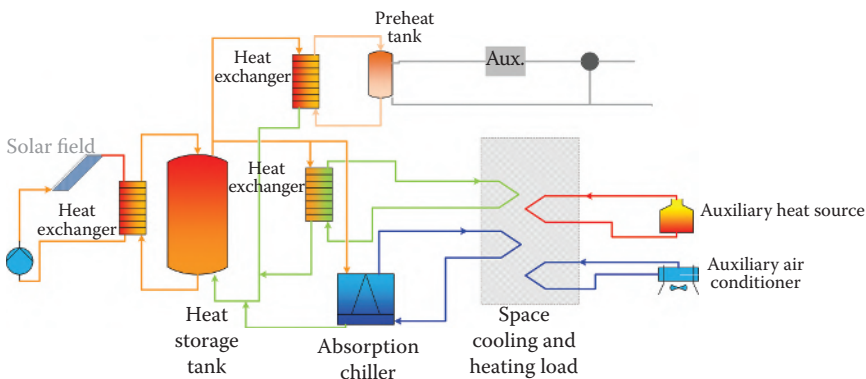 Preheat
tank
Heat
exchanger
Aux.
Solar field
Heat
exchanger
Heat
exchanger
Auxiliary heat source
Auxiliary air
conditioner
Heat
storage
tank
Absorption
chiller
Space
cooling and
heating load